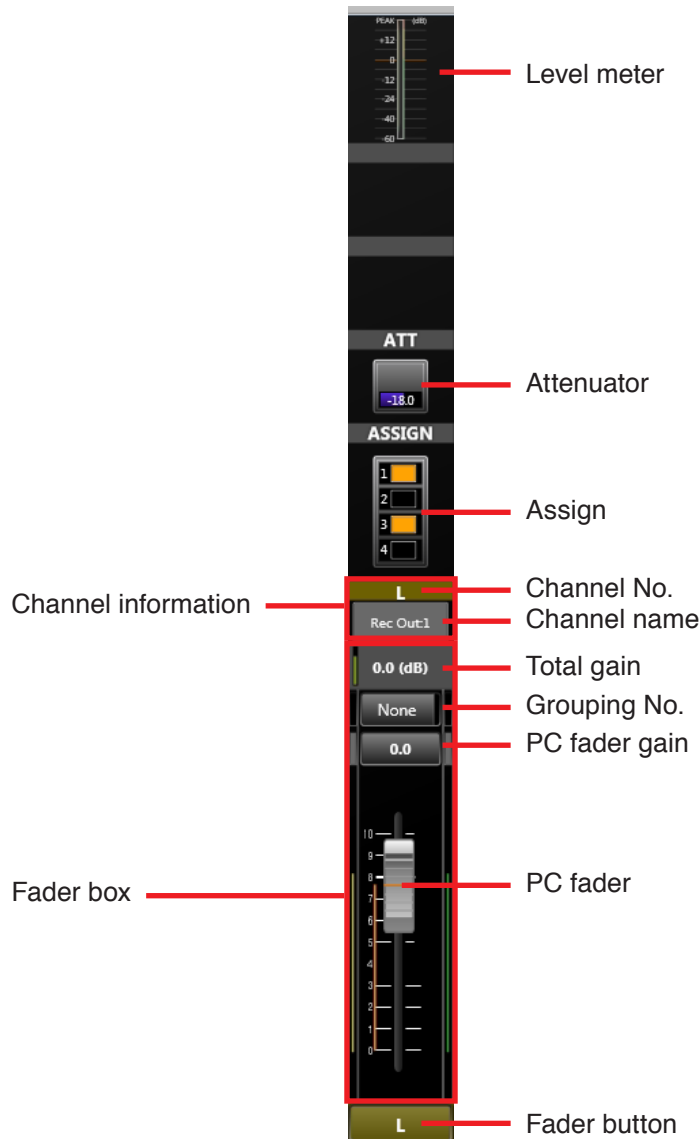 PEAK (dB)
+12
0
-12
-24
-40
-60
Level meter
ATT
-18.0
Attenuator
ASSIGN
1
2
3
4
Assign
Channel information
L
Channel No.
Rec Out:1
Channel name
0.0 (dB)
Total gain
None
Grouping No.
0.0
PC fader gain
10
9
8
7
6
5
4
3
2
1
0
PC fader
Fader box
L
Fader button